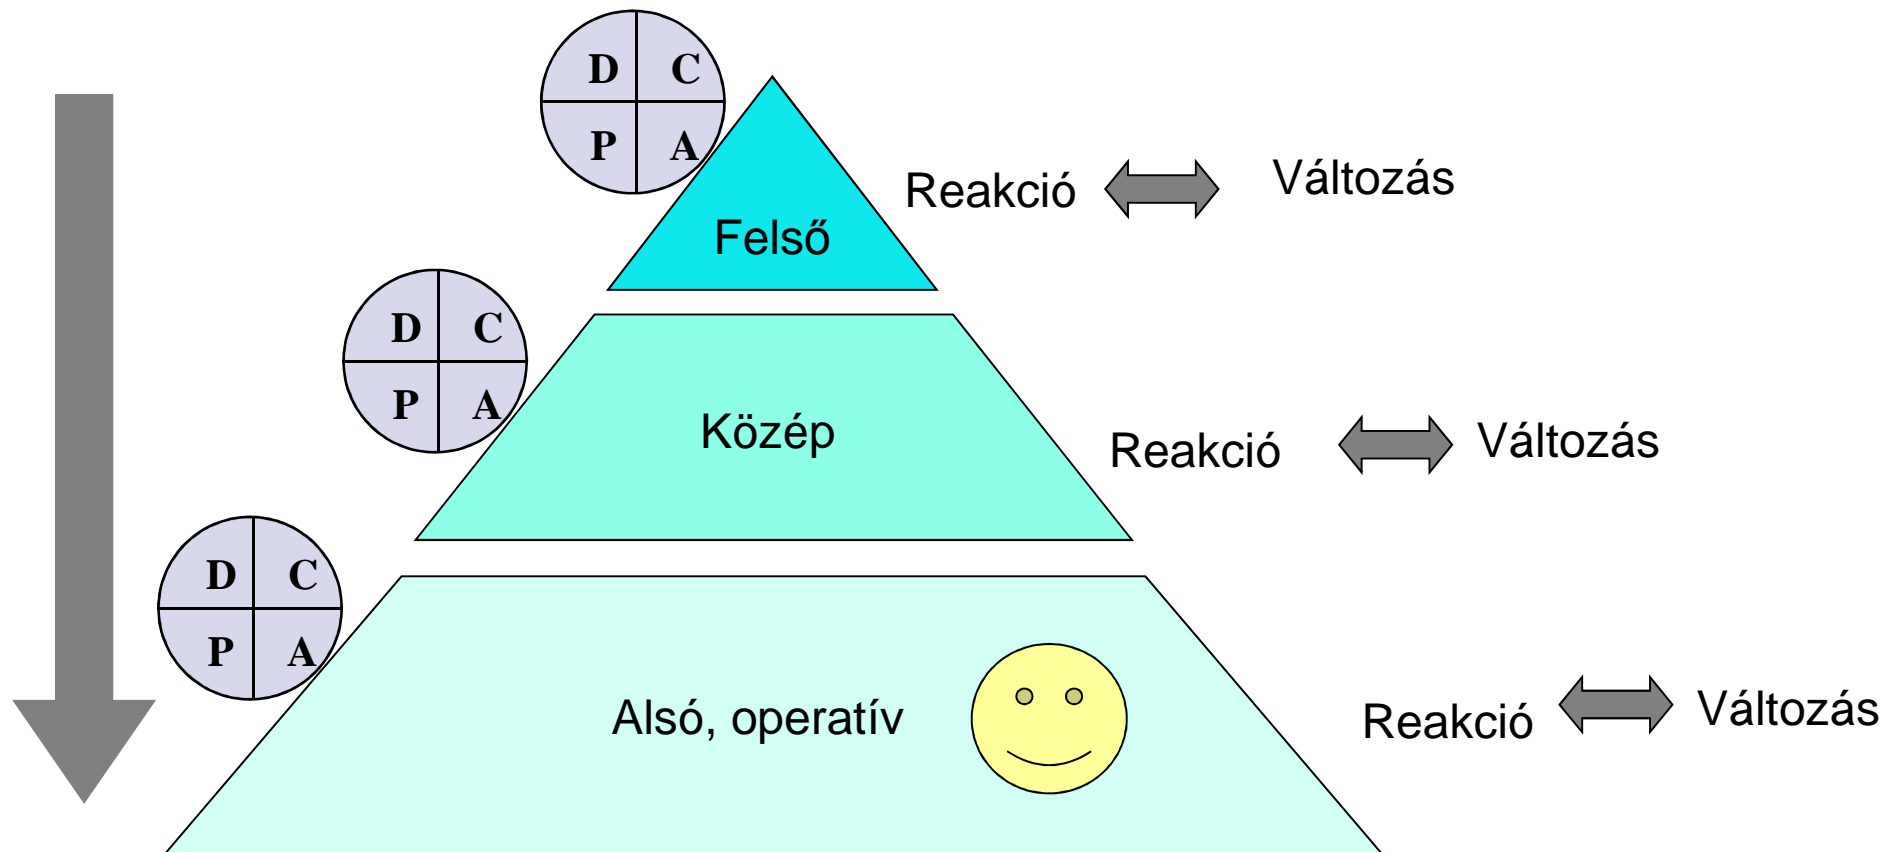 D C
P A
Reakció Változás
Felső
D C
P A
Közép
Reakció Változás
D C
P A
Alsó, operatív
Reakció Változás